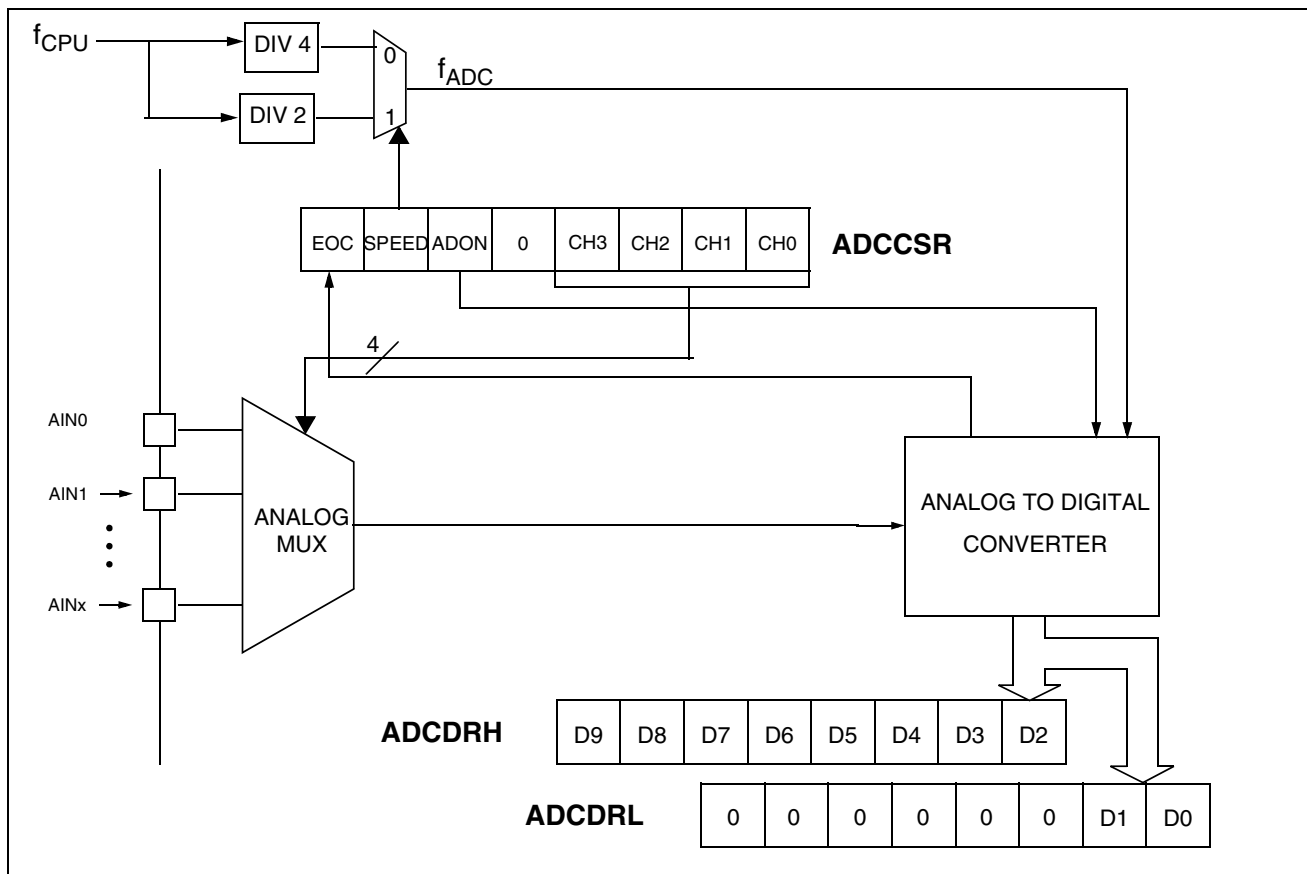 fCPU
DIV 4
0
fADC
DIV 2
1
EOC SPEED ADON 0 CH3 CH2 CH1 CH0
ADCCSR
4
AIN0
AIN1
ANALOG
MUX
AINx
ANALOG TO DIGITAL
CONVERTER
ADCDRH
D9 D8 D7 D6 D5 D4 D3 D2
ADCDRL
0 0 0 0 0 0 D1 D0